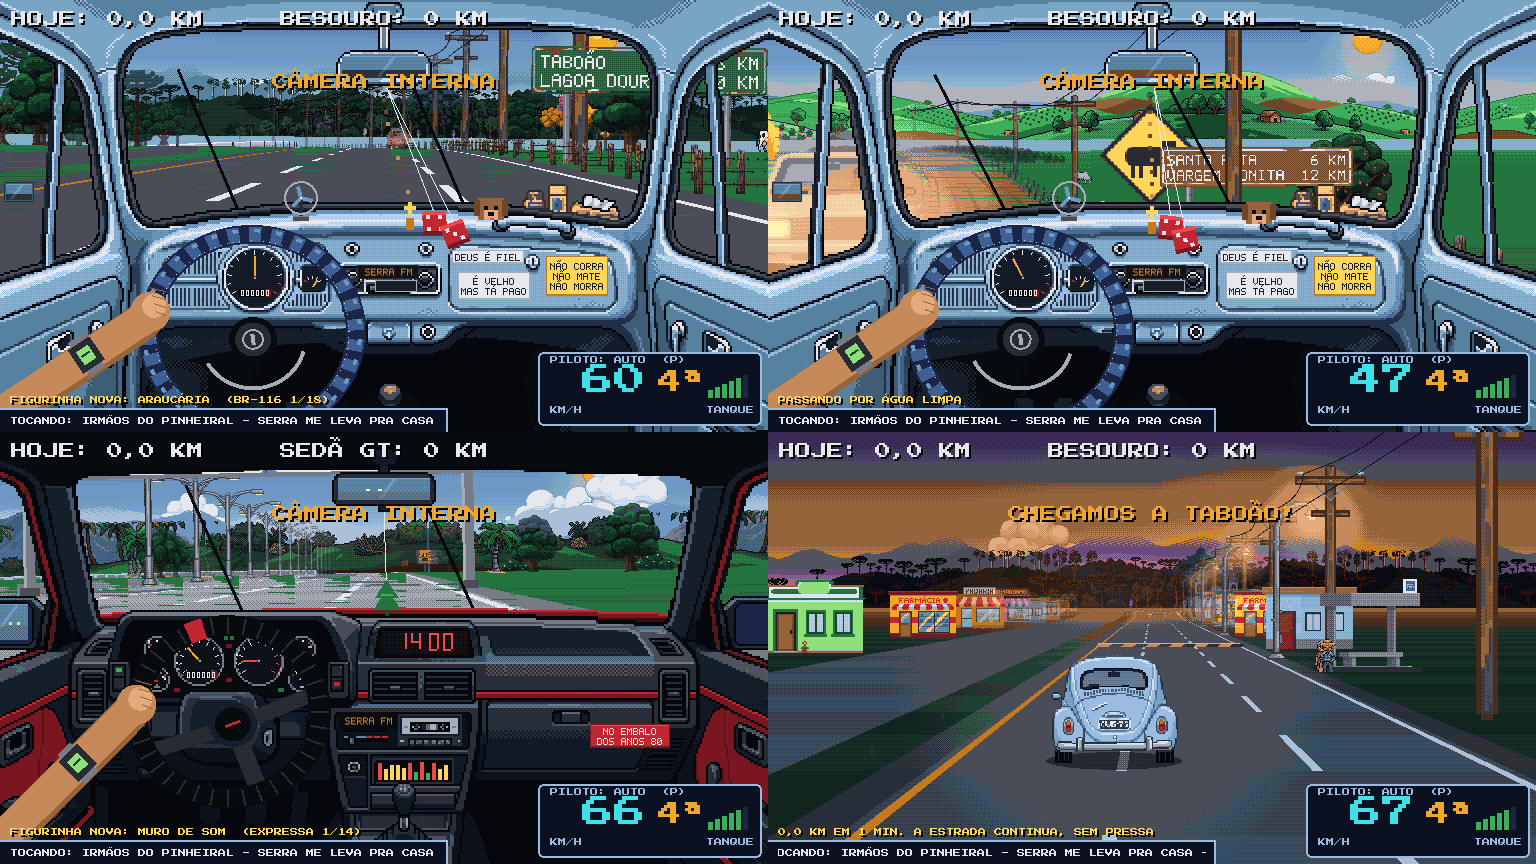 HOJE: 0,0 KM BESOURO: 0 KM
TABOÃO
LAGOA DOUR
KM
KM
CÂMERA INTERNA
SERRA FM
DEUS É FIEL
É VELHO
MAS TÁ PAGO
NÃO CORRA
NÃO MATE
NÃO MORRA
000000
PILOTO: AUTO (P)
60 4ª
KM/H TANQUE
FIGURINHA NOVA: ARAUCÁRIA (BR-116 1/18)
TOCANDO: IRMÃOS DO PINHEIRAL - SERRA ME LEVA PRA CASA
HOJE: 0,0 KM BESOURO: 0 KM
CÂMERA INTERNA
SANTA 6 KM
12 KM
SERRA FM
DEUS É FIEL
É VELHO
MAS TÁ PAGO
NÃO CORRA
NÃO MATE
NÃO MORRA
000000
PILOTO: AUTO (P)
47 4ª
KM/H TANQUE
PASSANDO POR ÁGUA LIMPA
TOCANDO: IRMÃOS DO PINHEIRAL - SERRA ME LEVA PRA CASA
HOJE: 0,0 KM SEDÃ GT: 0 KM
CÂMERA INTERNA
14 00
000000
SERRA FM
NO EMBALO
DOS ANOS 80
PILOTO: AUTO (P)
66 4ª
KM/H TANQUE
FIGURINHA NOVA: MURO DE SOM (EXPRESSA 1/14)
TOCANDO: IRMÃOS DO PINHEIRAL - SERRA ME LEVA PRA CASA
HOJE: 0,0 KM BESOURO: 0 KM
CHEGAMOS A TABOÃO!
FARMÁCIA
FARM
PILOTO: AUTO (P)
67 4ª
KM/H TANQUE
0,0 KM EM 1 MIN. A ESTRADA CONTINUA, SEM PRESSA
OCANDO: IRMÃOS DO PINHEIRAL - SERRA ME LEVA PRA CASA -